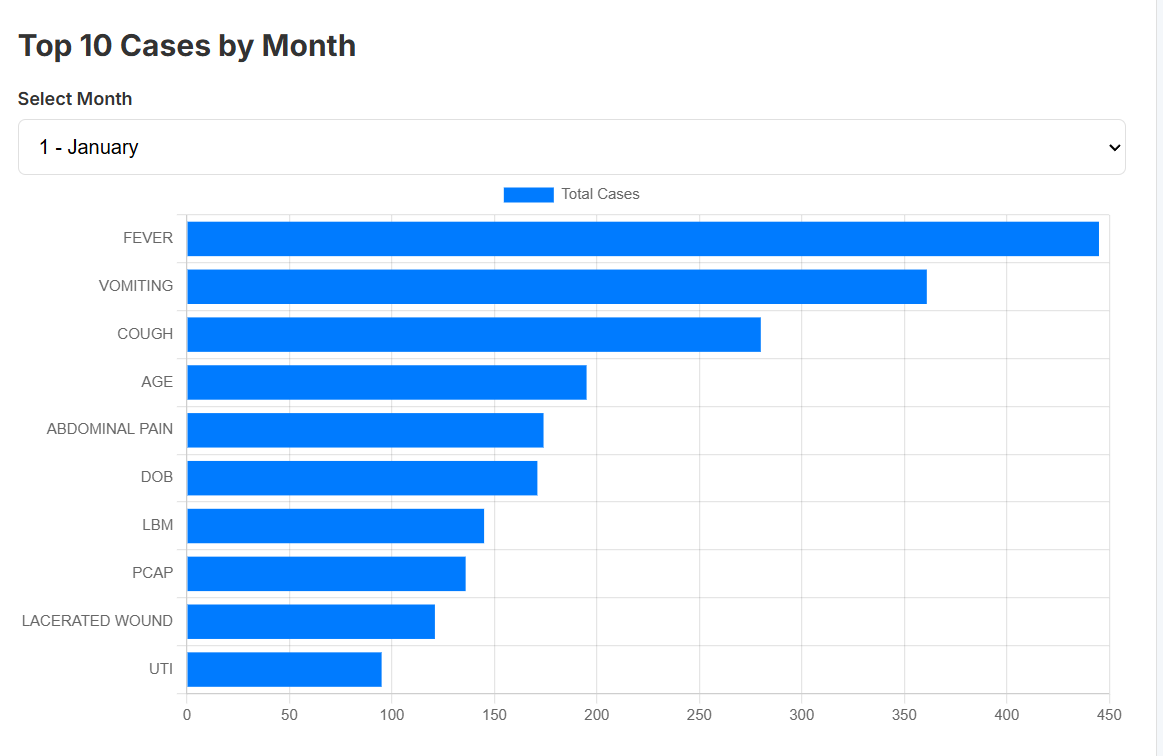 Top 10 Cases by Month
Select Month
1 - January
Total Cases
FEVER
VOMITING
COUGH
AGE
ABDOMINAL PAIN
DOB
LBM
PCAP
LACERATED WOUND
UTI
0 50 100 150 200 250 300 350 400 450